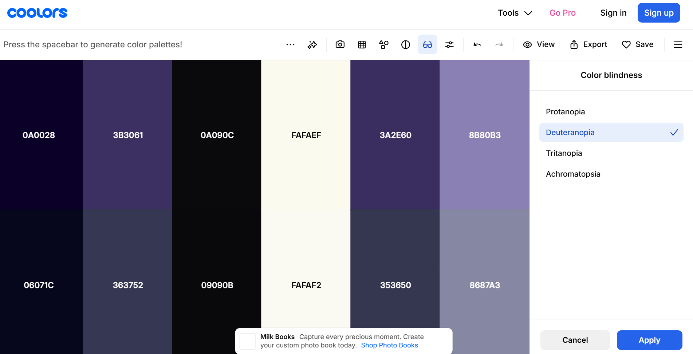 coolors
Tools
Go Pro
Sign in
Sign up
Press the spacebar to generate color palettes!
View
Export
Save
Color blindness
Protanopia
Deuteranopia
Tritanopia
Achromatopsia
0A0028
3B3061
0A090C
FAFAEF
3A2E60
8B80B3
06071C
363752
09090B
FAFAF2
353650
8687A3
Milk Books Capture every precious moment. Create
your custom photo book today. Shop Photo Books
Cancel
Apply